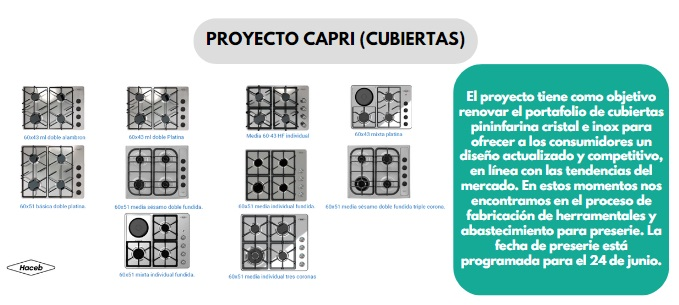 PROYECTO CAPRI (CUBIERTAS)
60x43 ml doble alambron
60x43 ml doble Platina
Media 60-43 HF individual
60x43 mixta platina
60x51 básica doble platina.
60x51 media sesamo doble fundida.
60x51 media individual fundida.
60x51 media sesamo doble fundida triple corona.
60x51 mixta individual fundida.
60x51 media individual tres coronas
El proyecto tiene como objetivo
renovar el portafolio de cubiertas
pininfarina cristal e inox para
ofrecer a los consumidores un
diseño actualizado y competitivo,
en línea con las tendencias del
mercado. En estos momentos nos
encontramos en el proceso de
fabricación de herramentales y
abastecimiento para preserie. La
fecha de preserie está
programada para el 24 de junio.
Haceb